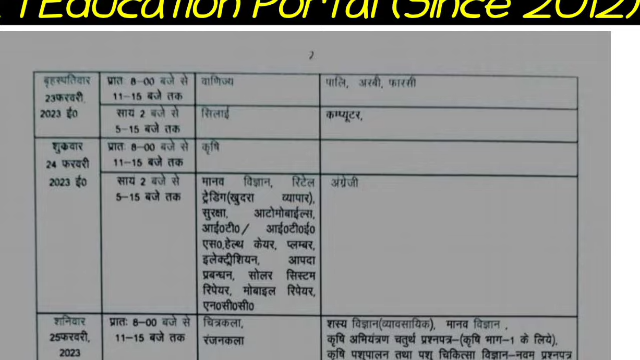 1 Education Portal (Since 2012)
2
बृहस्पतिवार
23फरवरी,
2023 ई0
प्रातः 8–00 बजे से
11–15 बजे तक
वाणिज्य
पालि, अरबी, फारसी
सायं 2 बजे से
5–15 बजे तक
सिलाई
कम्प्यूटर,
शुक्रवार
24 फरवरी
2023 ई0
प्रातः 8–00 बजे से
11–15 बजे तक
कृषि
सायं 2 बजे से
5–15 बजे तक
मानव विज्ञान, रिटेल
ट्रेडिंग(खुदरा व्यापार),
सुरक्षा, आटोमोबाईल्स,
आई0टी0/ आई0टी0ई0
एस0,हेल्थ केयर, प्लम्बर,
इलेक्ट्रीशियन, आपदा
प्रबन्धन, सोलर सिस्टम
रिपेयर, मोबाइल रिपेयर,
एन0सी0सी0
अंग्रेजी
शनिवार
25फरवरी,
2023
प्रातः 8–00 बजे से
11–15 बजे तक
चित्रकला,
रंजनकला
शस्य विज्ञान(व्यावसायिक), मानव विज्ञान ,
कृषि अभियंत्रण चतुर्थ प्रश्नपत्र–(कृषि भाग–1 के लिये),
कृषि पशुपालन तथा पशु चिकित्सा विज्ञान–नवम प्रश्नपत्र